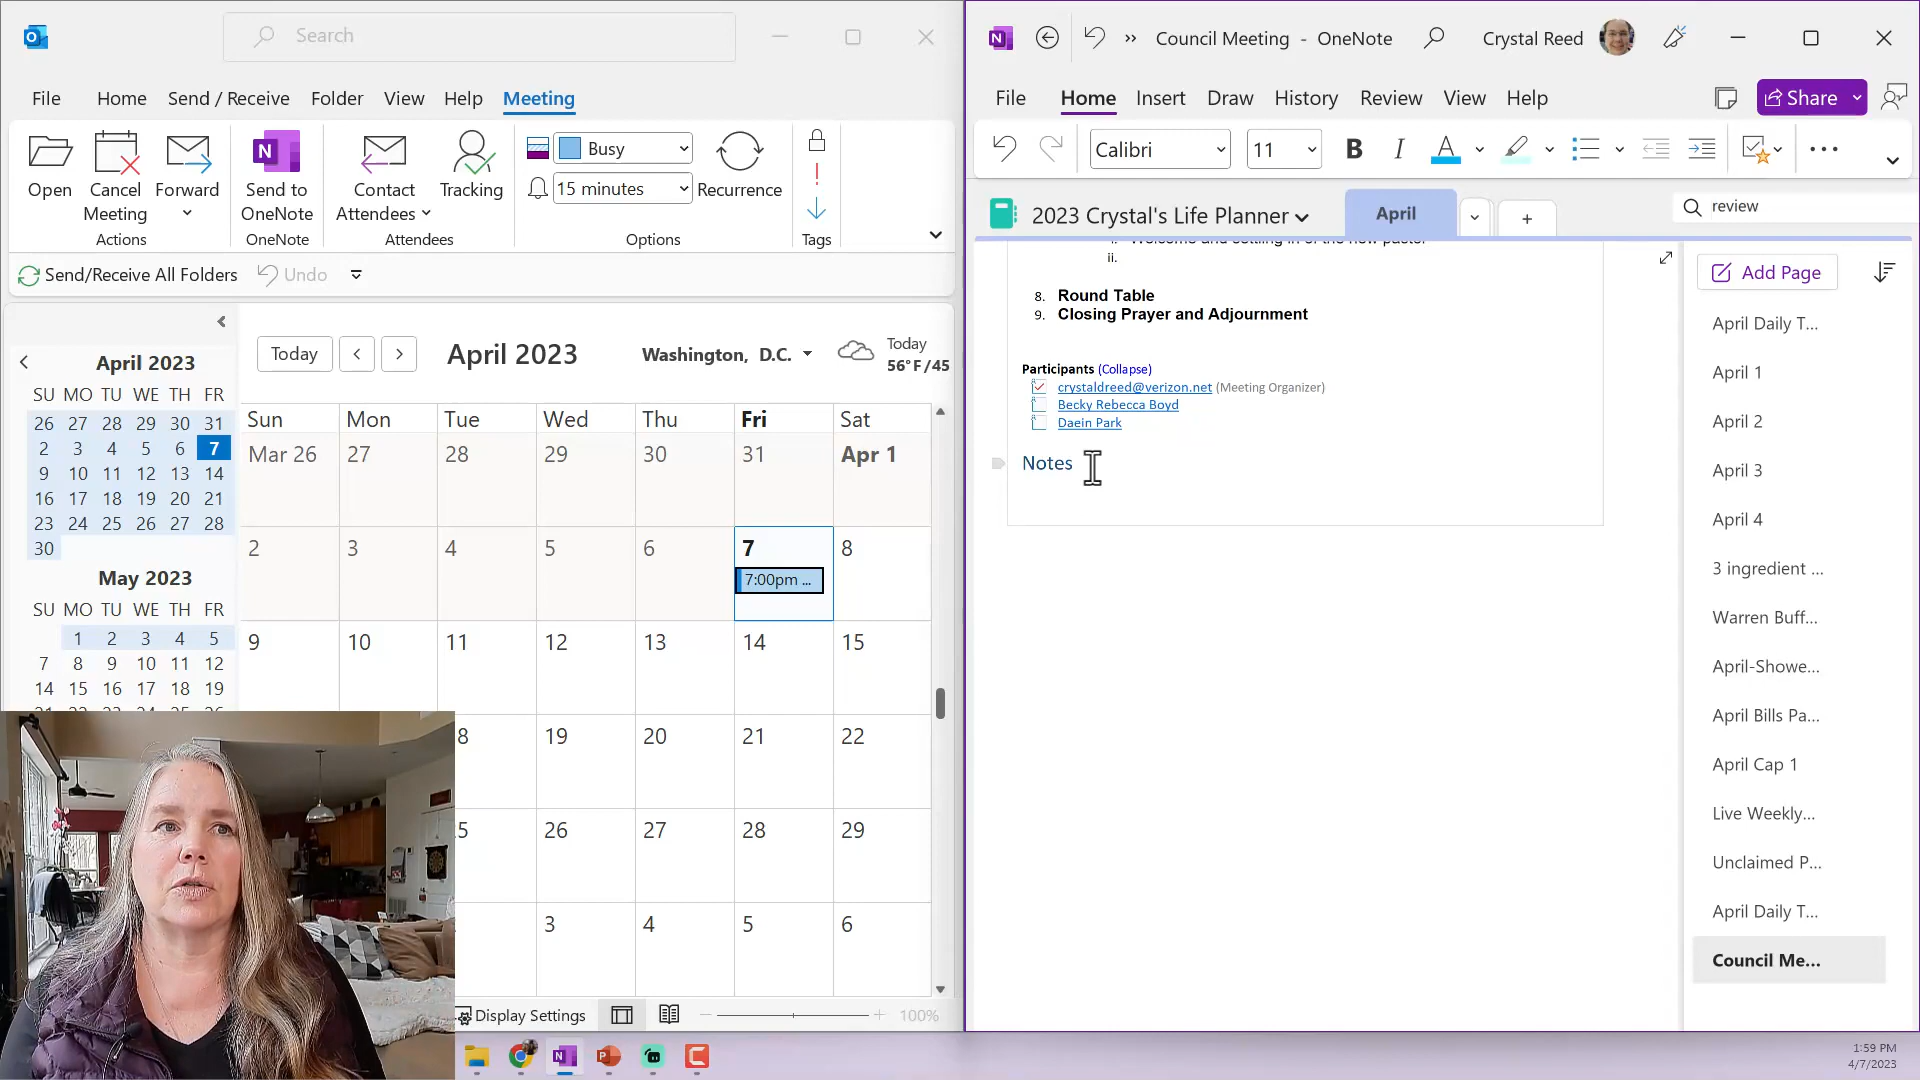 Search
File Home Send / Receive Folder View Help Meeting
Open
Cancel
Meeting
Forward
Actions
Send to
OneNote
OneNote
Contact
Attendees
Tracking
Attendees
Busy
15 minutes
Recurrence
Options
Tags
Send/Receive All Folders Undo
April 2023
SU MO TU WE TH FR
26 27 28 29 30 31
2 3 4 5 6 7
9 10 11 12 13 14
16 17 18 19 20 21
23 24 25 26 27 28
30
May 2023
SU MO TU WE TH FR
1 2 3 4 5
7 8 9 10 11 12
14 15 16 17 18 19
Today April 2023 Washington, D.C.
Today
56°F/45
Sun Mon Tue Wed Thu Fri Sat
Mar 26 27 28 29 30 31 Apr 1
2 3 4 5 6 7 8
7:00pm ...
9 10 11 12 13 14 15
8 19 20 21 22
5 26 27 28 29
3 4 5 6
Display Settings 100%
Council Meeting - OneNote Crystal Reed
File Home Insert Draw History Review View Help Share
Calibri 11 B I A
2023 Crystal's Life Planner April review
i. Welcome and settling in of the new pastor
ii.
8. Round Table
9. Closing Prayer and Adjournment
Participants (Collapse)
crystaldreed@verizon.net (Meeting Organizer)
Becky Rebecca Boyd
Daein Park
Notes
Add Page
April Daily T...
April 1
April 2
April 3
April 4
3 ingredient ...
Warren Buff...
April-Showe...
April Bills Pa...
April Cap 1
Live Weekly...
Unclaimed P...
April Daily T...
Council Me...
1:59 PM
4/7/2023